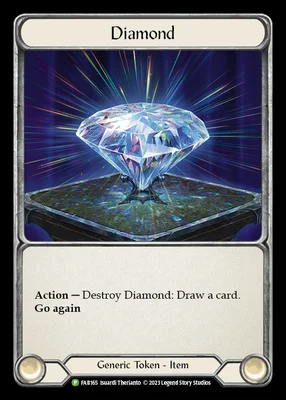 Diamond
Action — Destroy Diamond: Draw a card.
Go again
Generic Token - Item
P FAB165 Isuardi Therianto © 2023 Legend Story Studios